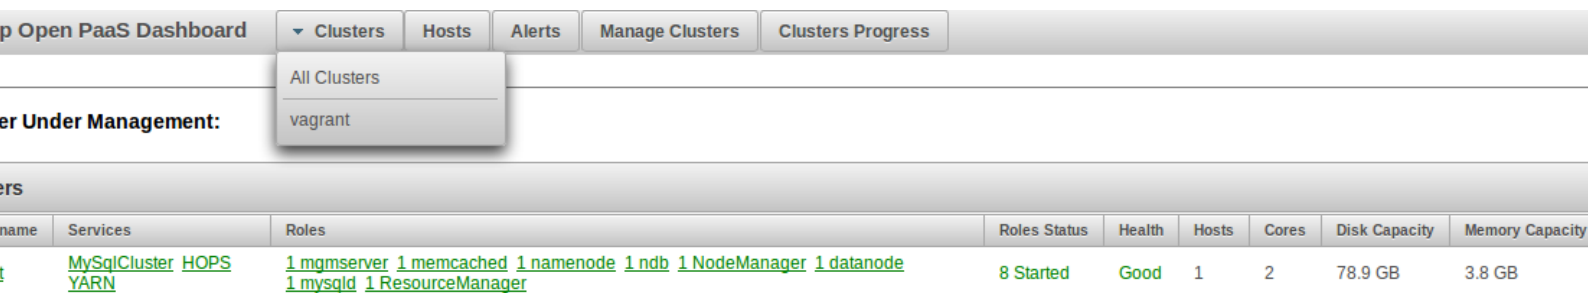 p Open PaaS Dashboard Clusters Hosts Alerts Manage Clusters Clusters Progress
All Clusters
vagrant
er Under Management:
ers
name Services Roles Roles Status Health Hosts Cores Disk Capacity Memory Capacity
t MySqlCluster HOPS 1 mgmserver 1 memcached 1 namenode 1 ndb 1 NodeManager 1 datanode 8 Started Good 1 2 78.9 GB 3.8 GB
YARN 1 mysqld 1 ResourceManager